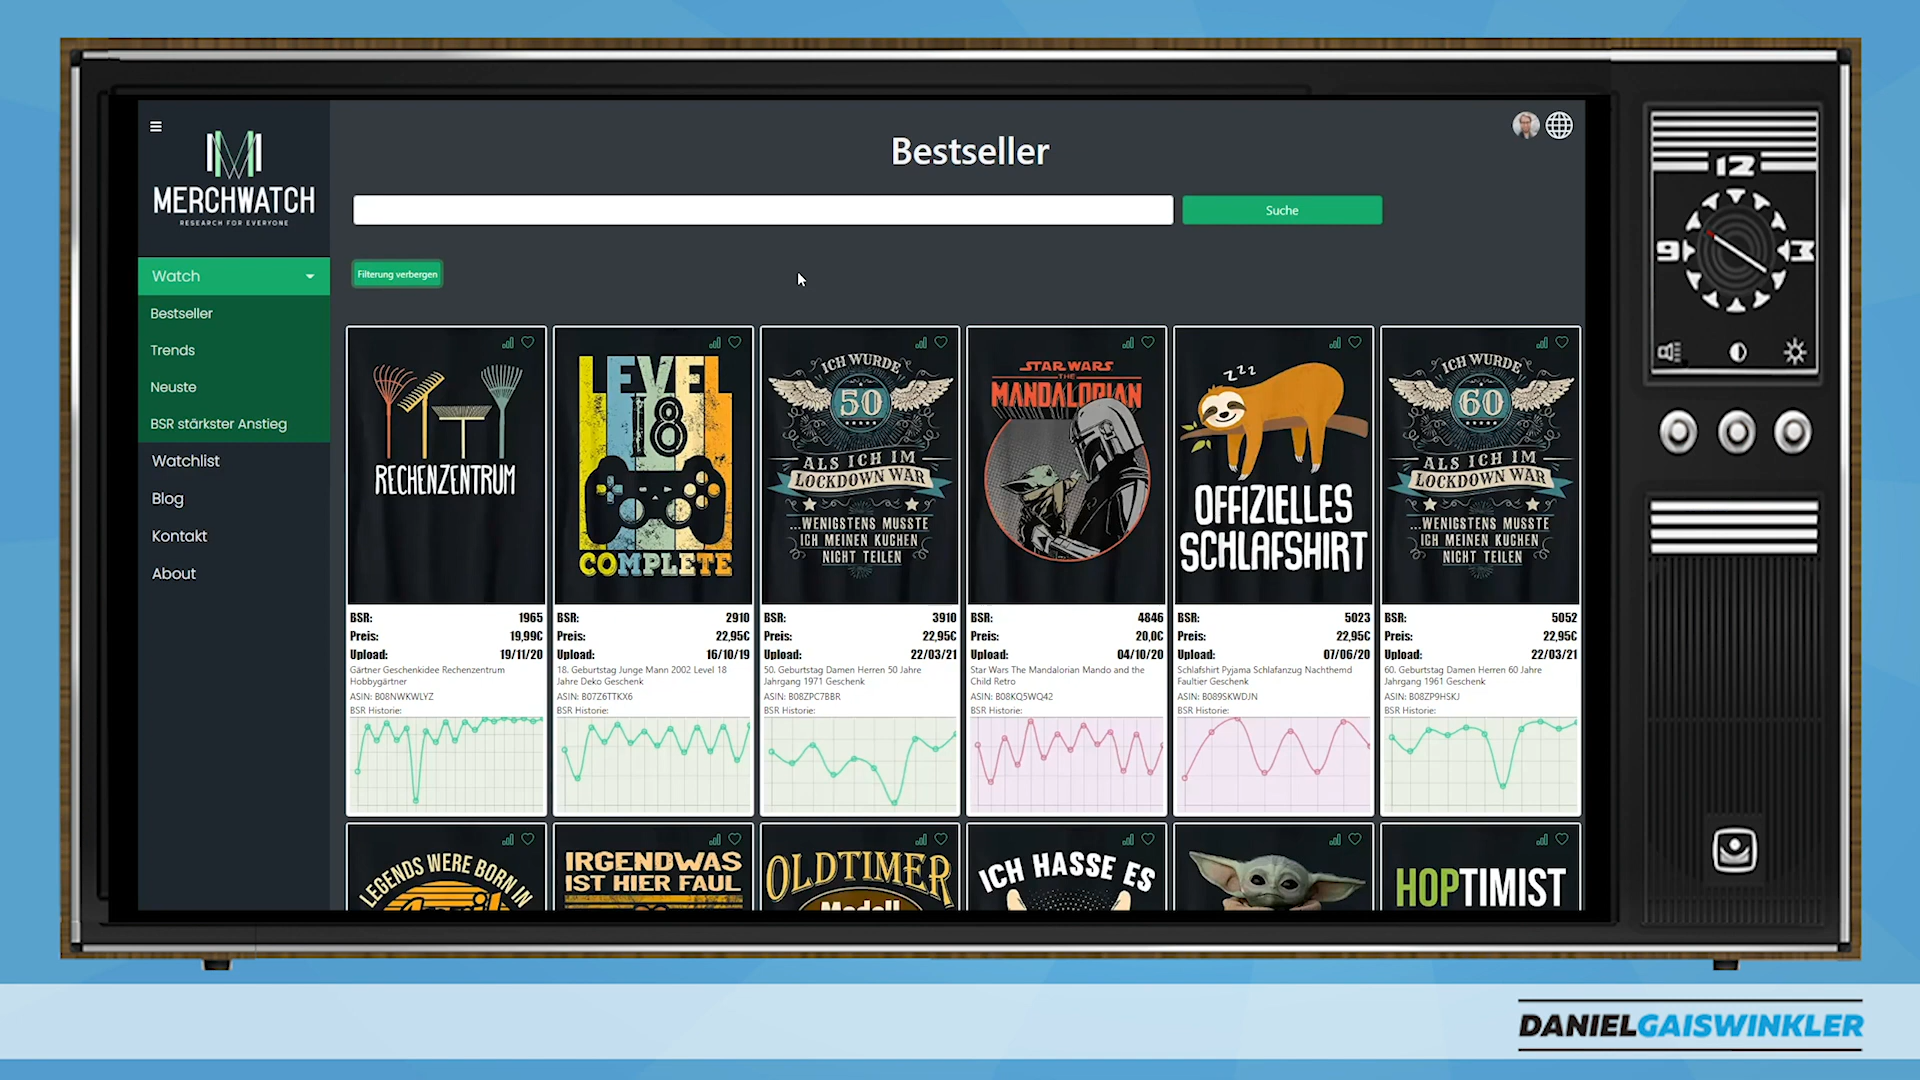 MERCHWATCH
RESEARCH FOR EVERYONE
Bestseller
Suche
Filterung verbergen
Watch
Bestseller
Trends
Neuste
BSR stärkster Anstieg
Watchlist
Blog
Kontakt
About
RECHENZENTRUM
BSR: 1965
Preis: 19,99€
Upload: 19/11/20
Gärtner Geschenkidee Rechenzentrum
Hobbygärtner
ASIN: B08NWKWLYZ
BSR Historie:
LEVEL
18
COMPLETE
BSR: 2910
Preis: 22,95€
Upload: 16/10/19
18. Geburtstag Junge Mann 2002 Level 18
Jahre Deko Geschenk
ASIN: B07Z6TTKX6
BSR Historie:
ICH WURDE
50
ALS ICH IM
LOCKDOWN WAR
...WENIGSTENS MUSSTE
ICH MEINEN KUCHEN
NICHT TEILEN
BSR: 3910
Preis: 22,95€
Upload: 22/03/21
50. Geburtstag Damen Herren 50 Jahre
Jahrgang 1971 Geschenk
ASIN: B08ZPC7BBR
BSR Historie:
STAR WARS
THE
MANDALORIAN
BSR: 4846
Preis: 20,0€
Upload: 04/10/20
Star Wars The Mandalorian Mando and the
Child Retro
ASIN: B08KQ5WQ42
BSR Historie:
ZZZ
OFFIZIELLES
SCHLAFSHIRT
BSR: 5023
Preis: 22,95€
Upload: 07/06/20
Schlafshirt Pyjama Schlafanzug Nachthemd
Faultier Geschenk
ASIN: B089SKWDJN
BSR Historie:
ICH WURDE
60
ALS ICH IM
LOCKDOWN WAR
...WENIGSTENS MUSSTE
ICH MEINEN KUCHEN
NICHT TEILEN
BSR: 5052
Preis: 22,95€
Upload: 22/03/21
60. Geburtstag Damen Herren 60 Jahre
Jahrgang 1961 Geschenk
ASIN: B08ZP9HSKJ
BSR Historie:
LEGENDS WERE BORN IN
April
IRGENDWAS
IST HIER FAUL
OLDTIMER
Modell
ICH HASSE ES
HOPTIMIST
12
9
3
DANIELGAISWINKLER